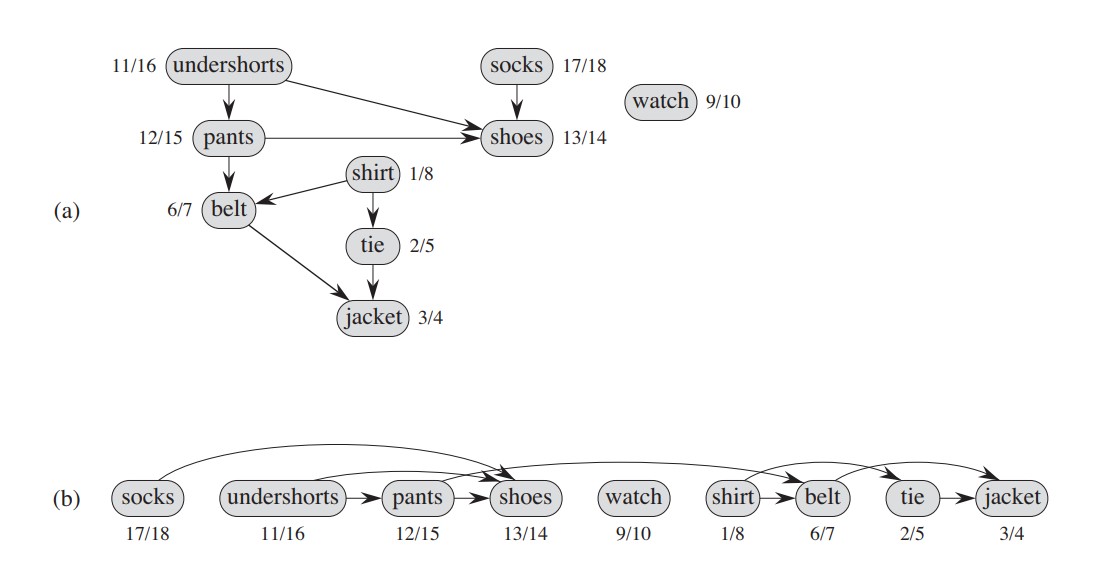 11/16 undershorts socks 17/18
watch 9/10
12/15 pants shoes 13/14
shirt 1/8
(a) 6/7 belt
tie 2/5
jacket 3/4
(b) socks undershorts pants shoes watch shirt belt tie jacket
17/18 11/16 12/15 13/14 9/10 1/8 6/7 2/5 3/4